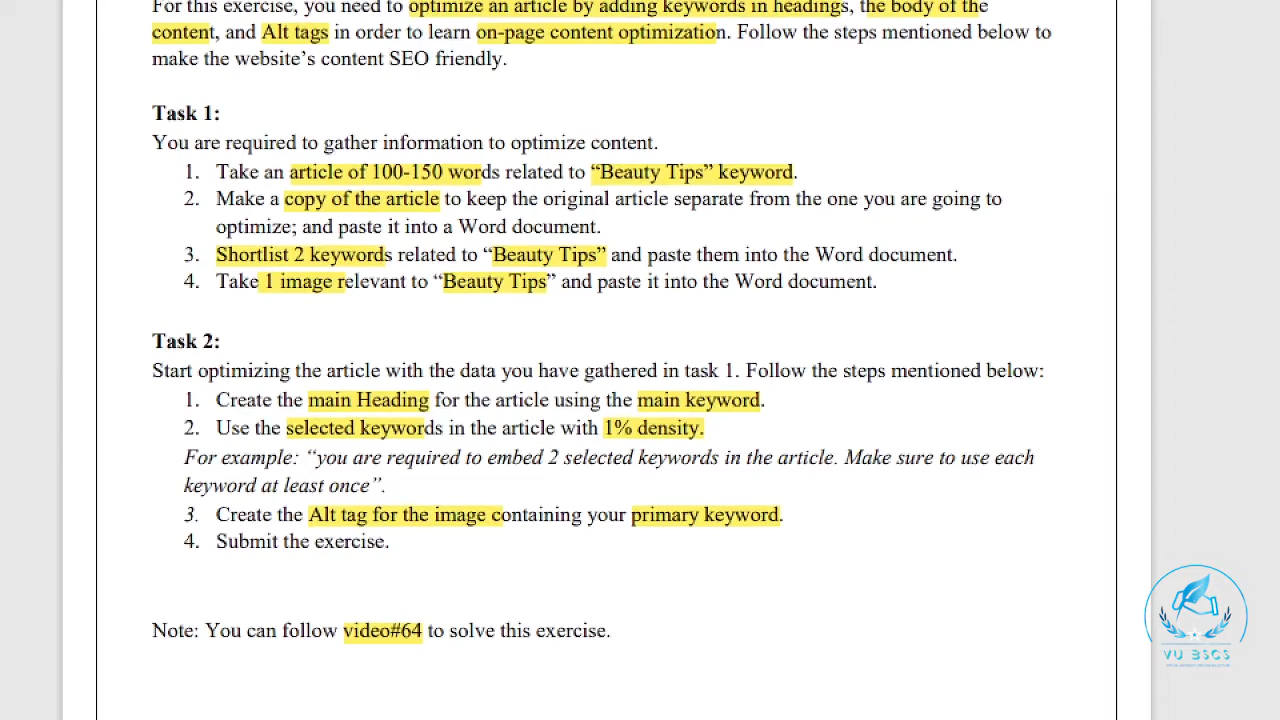 For this exercise, you need to optimize an article by adding keywords in headings, the body of the
content, and Alt tags in order to learn on-page content optimization. Follow the steps mentioned below to
make the website’s content SEO friendly.
Task 1:
You are required to gather information to optimize content.
1. Take an article of 100-150 words related to “Beauty Tips” keyword.
2. Make a copy of the article to keep the original article separate from the one you are going to
optimize; and paste it into a Word document.
3. Shortlist 2 keywords related to “Beauty Tips” and paste them into the Word document.
4. Take 1 image relevant to “Beauty Tips” and paste it into the Word document.
Task 2:
Start optimizing the article with the data you have gathered in task 1. Follow the steps mentioned below:
1. Create the main Heading for the article using the main keyword.
2. Use the selected keywords in the article with 1% density.
For example: “you are required to embed 2 selected keywords in the article. Make sure to use each
keyword at least once”.
3. Create the Alt tag for the image containing your primary keyword.
4. Submit the exercise.
Note: You can follow video#64 to solve this exercise.
VU BSCS